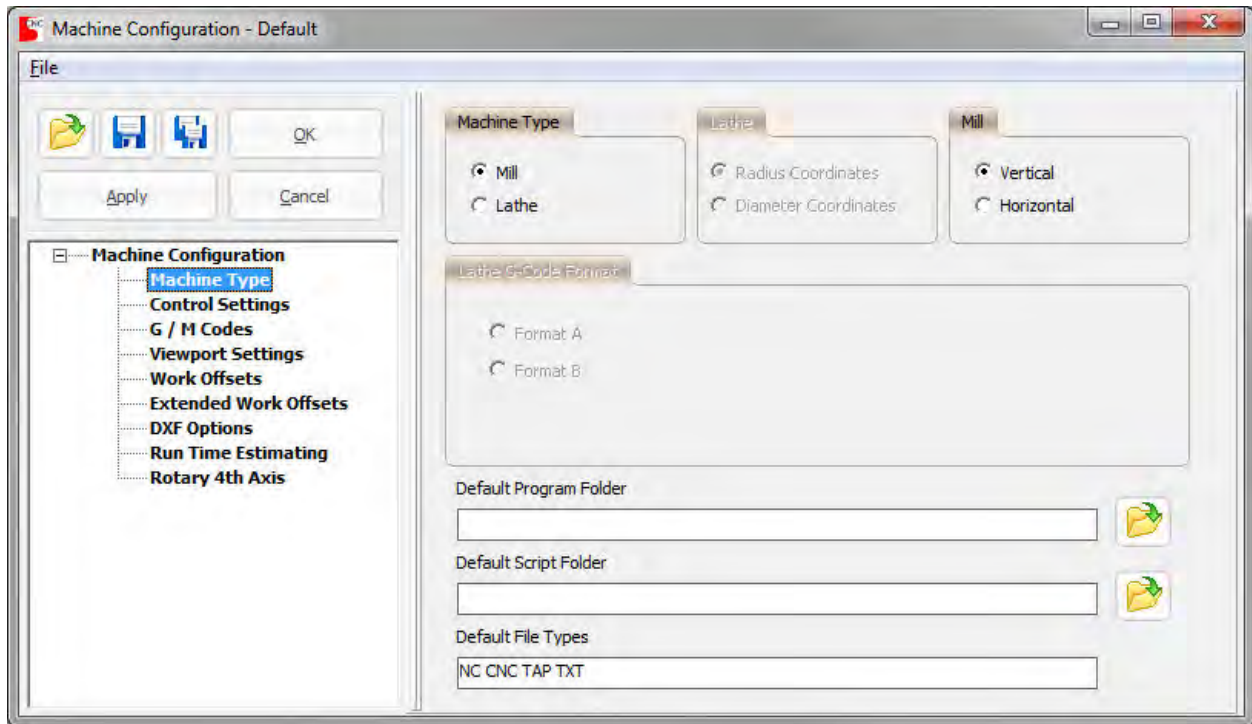 CNC
Machine Configuration - Default
File
OK
Apply
Cancel
Machine Configuration
Machine Type
Control Settings
G / M Codes
Viewport Settings
Work Offsets
Extended Work Offsets
DXF Options
Run Time Estimating
Rotary 4th Axis
Machine Type
Mill
Lathe
Lathe
Radius Coordinates
Diameter Coordinates
Mill
Vertical
Horizontal
Lathe G-Code Format
Format A
Format B
Default Program Folder
Default Script Folder
Default File Types
NC CNC TAP TXT